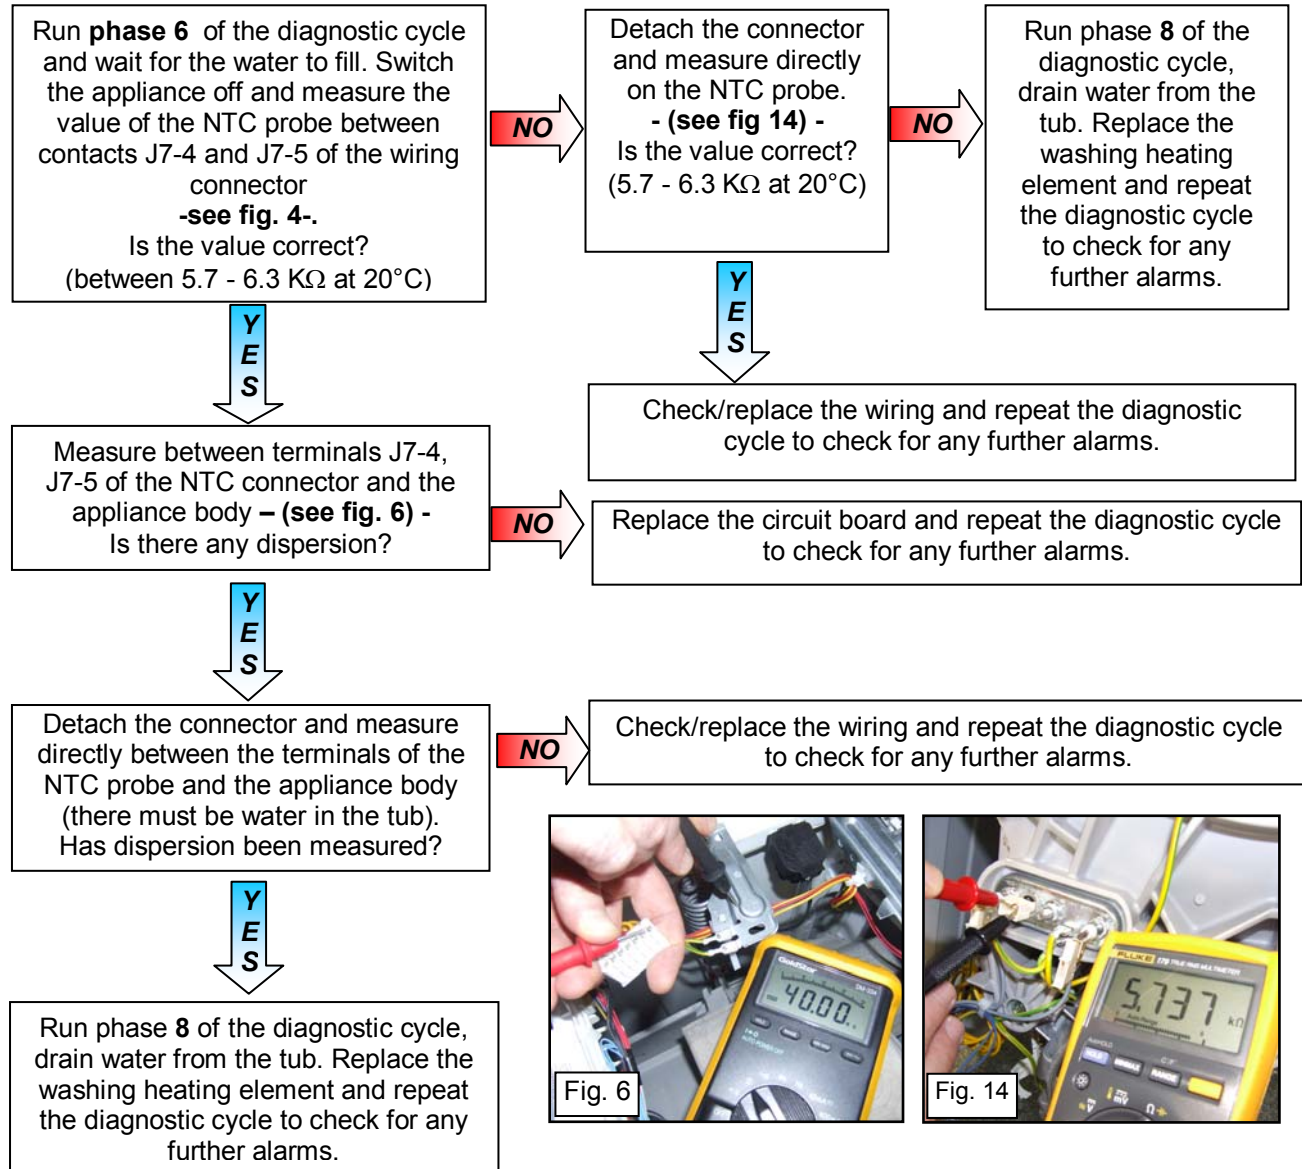 Run phase 6 of the diagnostic cycle
and wait for the water to fill. Switch
the appliance off and measure the
value of the NTC probe between
contacts J7-4 and J7-5 of the wiring
connector
-see fig. 4-.
Is the value correct?
(between 5.7 - 6.3 KΩ at 20°C)
NO
Detach the connector
and measure directly
on the NTC probe.
- (see fig 14) -
Is the value correct?
(5.7 - 6.3 KΩ at 20°C)
NO
Run phase 8 of the
diagnostic cycle,
drain water from the
tub. Replace the
washing heating
element and repeat
the diagnostic cycle
to check for any
further alarms.
Y
E
S
Y
E
S
Check/replace the wiring and repeat the diagnostic
cycle to check for any further alarms.
Measure between terminals J7-4,
J7-5 of the NTC connector and the
appliance body – (see fig. 6) -
Is there any dispersion?
NO
Replace the circuit board and repeat the diagnostic cycle
to check for any further alarms.
Y
E
S
Detach the connector and measure
directly between the terminals of the
NTC probe and the appliance body
(there must be water in the tub).
Has dispersion been measured?
NO
Check/replace the wiring and repeat the diagnostic cycle
to check for any further alarms.
Y
E
S
Run phase 8 of the diagnostic cycle,
drain water from the tub. Replace the
washing heating element and repeat
the diagnostic cycle to check for any
further alarms.
GoldStar
40.00
AUTO POWER OFF
Fig. 6
FLUKE 179 TRUE RMS MULTIMETER
5.737
kΩ
HOLD
RANGE
mV
V
Ω
Fig. 14